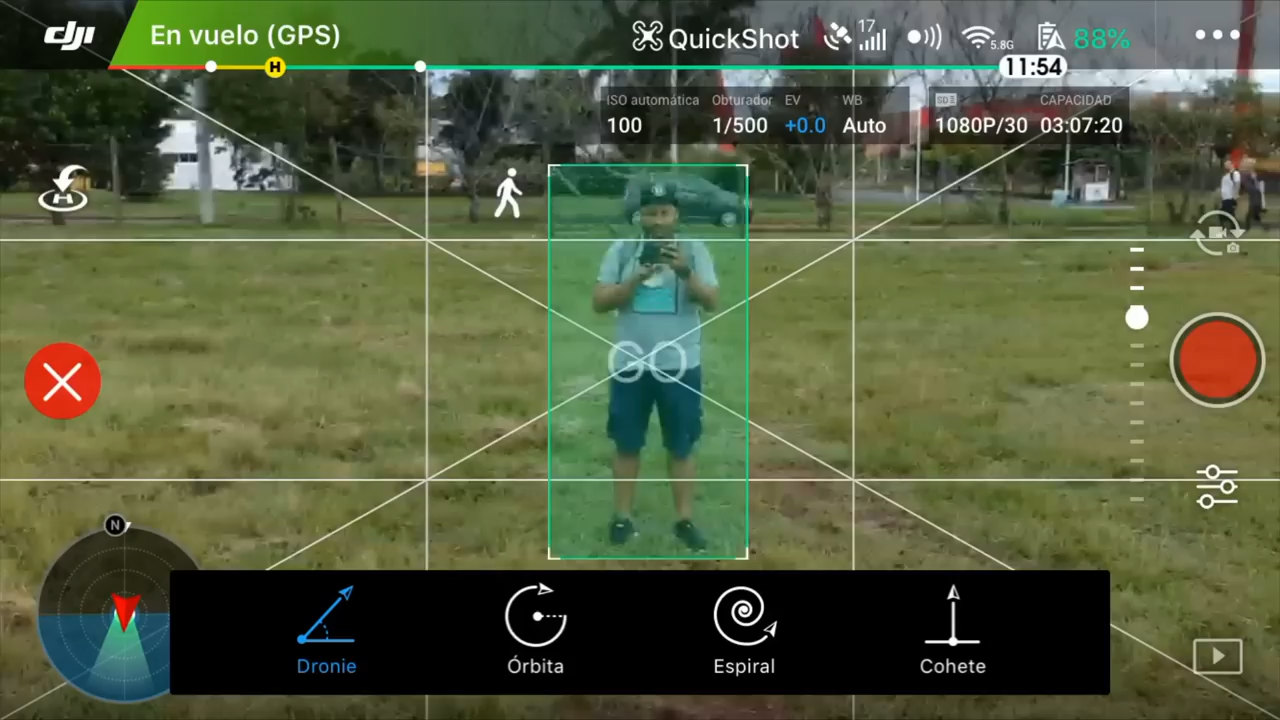 dji
En vuelo (GPS)
QuickShot
17
5.8G
88%
H
11:54
ISO automática Obturador EV WB
100 1/500 +0.0 Auto
SD CAPACIDAD
1080P/30 03:07:20
H
GO
N
Dronie Órbita Espiral Cohete